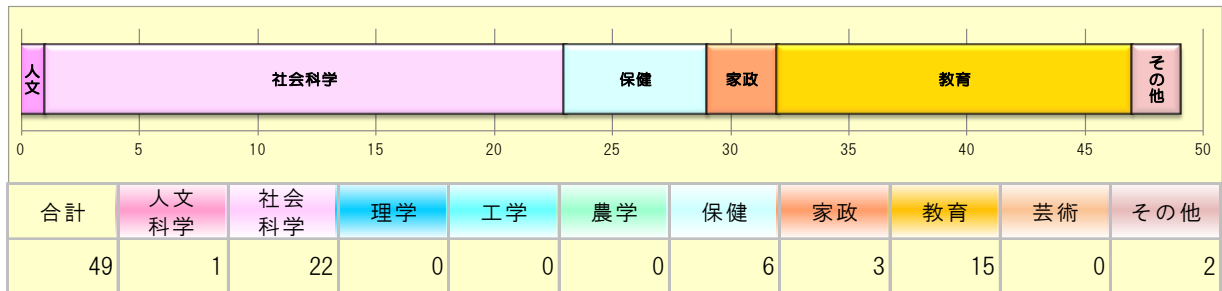 人文 社会科学 保健 家政 教育 その他
0 5 10 15 20 25 30 35 40 45 50
合計 人文科学 社会科学 理学 工学 農学 保健 家政 教育 芸術 その他
49 1 22 0 0 0 6 3 15 0 2